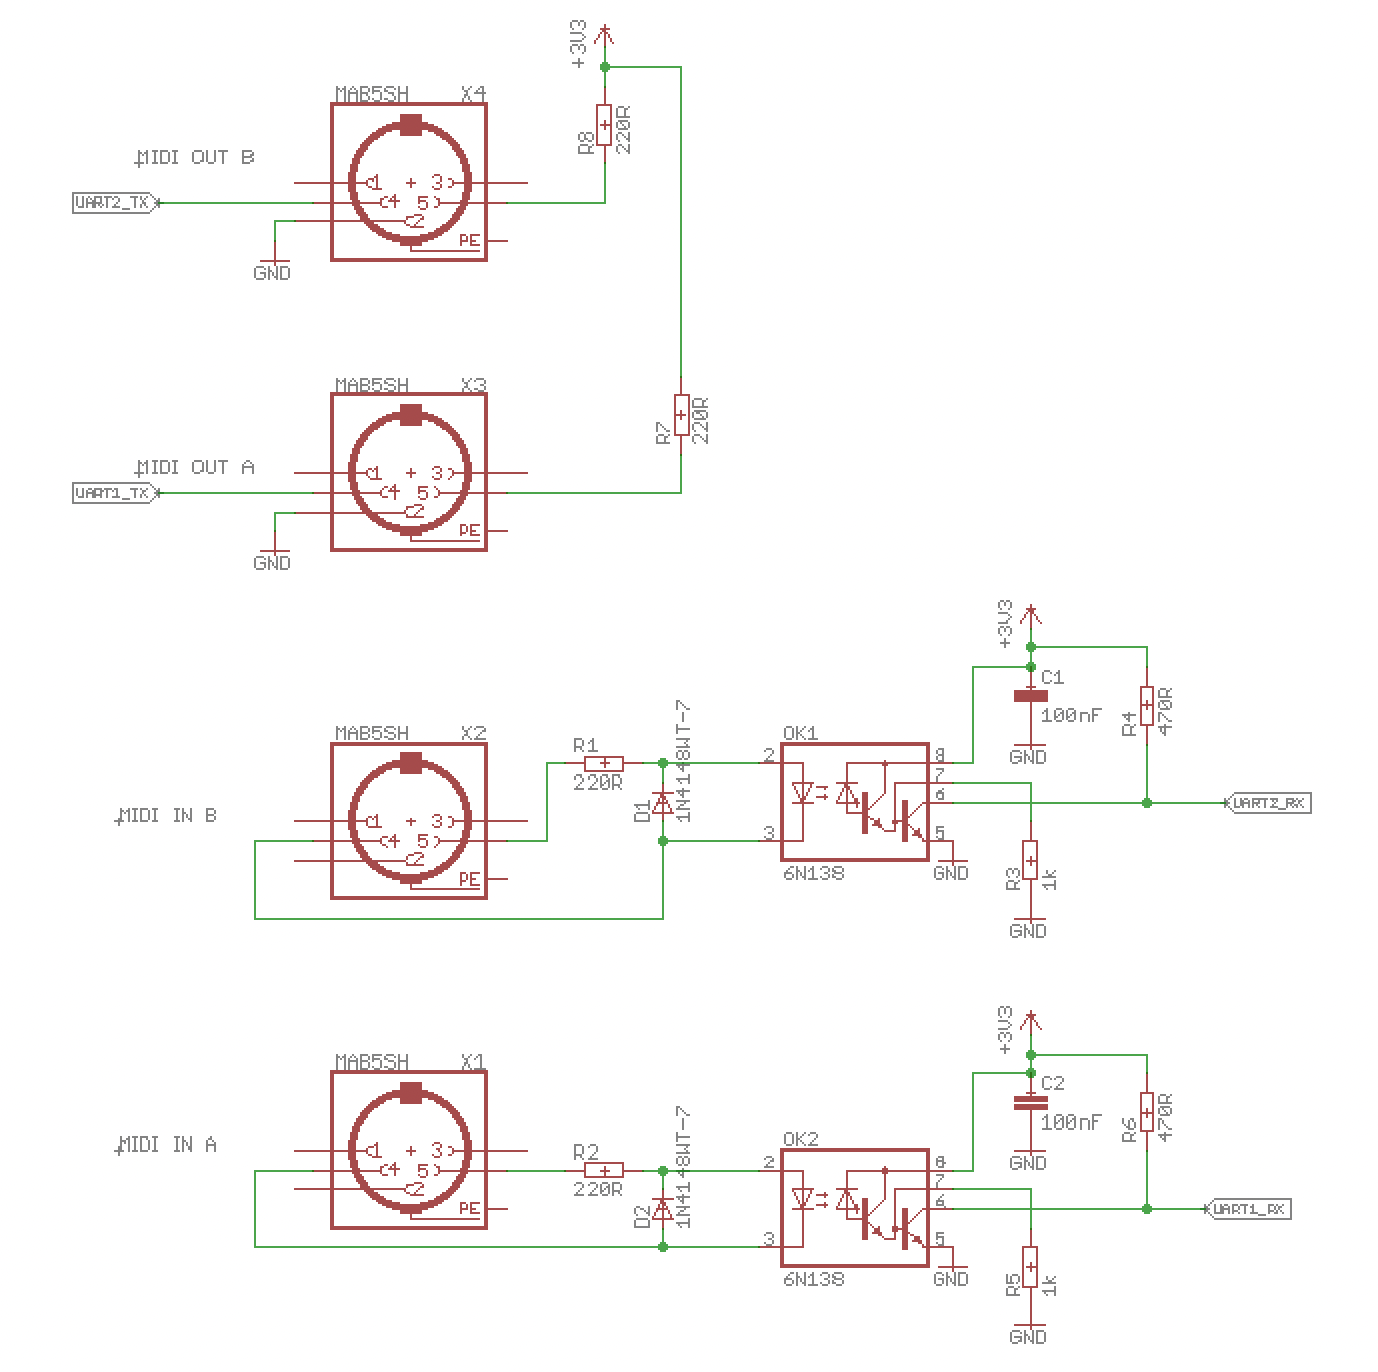 +3V3
MAB5SH X4
R8 220R
MIDI OUT B
1 + 3
UART2_TX 4 5
2
PE
GND
MAB5SH X3
R7 220R
MIDI OUT A
1 + 3
UART1_TX 4 5
2
PE
GND
+3V3
C1
100nF
R4 470R
GND
MAB5SH X2
R1
220R
D1 1N4148WT-7
OK1
2 8
7
6
3 5
6N138
GND
UART2_RX
MIDI IN B
1 + 3
4 5
2
PE
R3 1k
GND
+3V3
C2
100nF
R6 470R
GND
MAB5SH X1
R2
220R
D2 1N4148WT-7
OK2
2 8
7
6
3 5
6N138
GND
UART1_RX
MIDI IN A
1 + 3
4 5
2
PE
R5 1k
GND